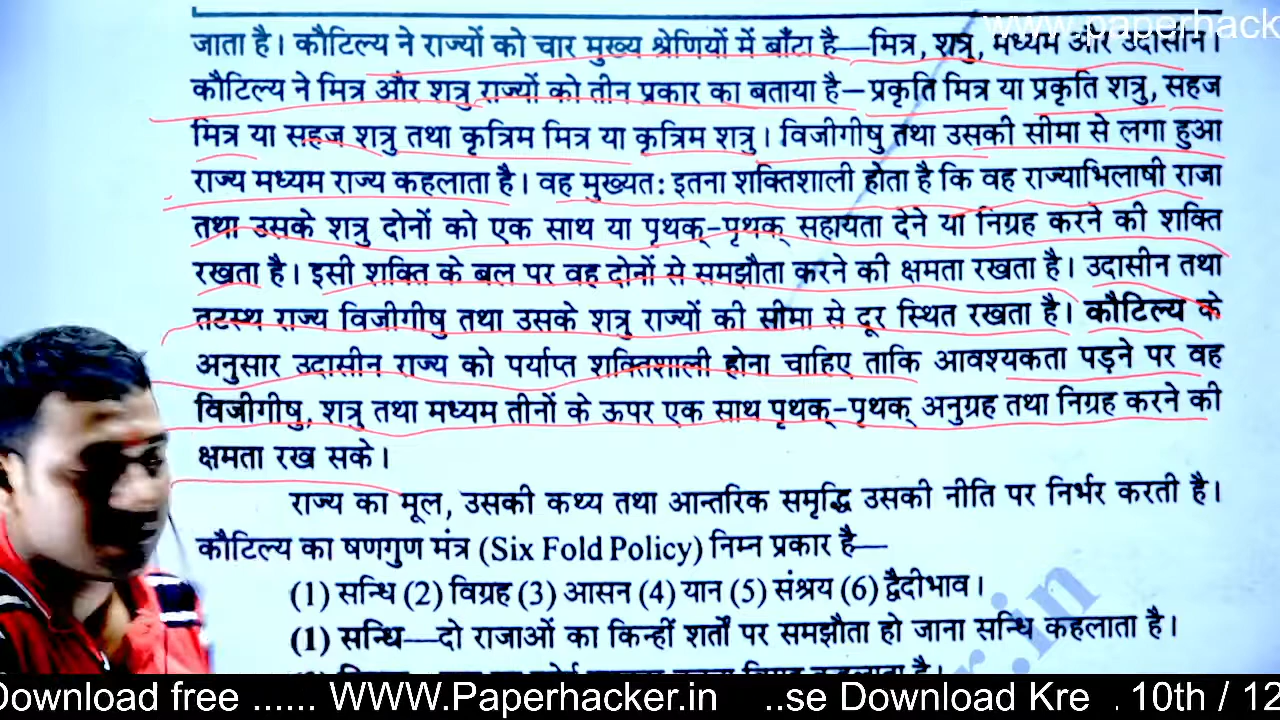 www.paperhack
जाता है। कौटिल्य ने राज्यों को चार मुख्य श्रेणियों में बाँटा है—मित्र, शत्रु, मध्यम और उदासीन।
कौटिल्य ने मित्र और शत्रु राज्यों को तीन प्रकार का बताया है—प्रकृति मित्र या प्रकृति शत्रु, सहज
मित्र या सहज शत्रु तथा कृत्रिम मित्र या कृत्रिम शत्रु। विजीगीषु तथा उसकी सीमा से लगा हुआ
राज्य मध्यम राज्य कहलाता है। वह मुख्यतः इतना शक्तिशाली होता है कि वह राज्याभिलाषी राजा
तथा उसके शत्रु दोनों को एक साथ या पृथक्-पृथक् सहायता देने या निग्रह करने की शक्ति
रखता है। इसी शक्ति के बल पर वह दोनों से समझौता करने की क्षमता रखता है। उदासीन तथा
तटस्थ राज्य विजीगीषु तथा उसके शत्रु राज्यों की सीमा से दूर स्थित रखता है। कौटिल्य के
अनुसार उदासीन राज्य को पर्याप्त शक्तिशाली होना चाहिए ताकि आवश्यकता पड़ने पर वह
विजीगीषु, शत्रु तथा मध्यम तीनों के ऊपर एक साथ पृथक्-पृथक् अनुग्रह तथा निग्रह करने की
क्षमता रख सके।
राज्य का मूल, उसकी कथ्य तथा आन्तरिक समृद्धि उसकी नीति पर निर्भर करती है।
कौटिल्य का षणगुण मंत्र (Six Fold Policy) निम्न प्रकार है—
(1) सन्धि (2) विग्रह (3) आसन (4) यान (5) संश्रय (6) द्वैदीभाव।
(1) सन्धि—दो राजाओं का किन्हीं शर्तों पर समझौता हो जाना सन्धि कहलाता है।
r.in
Download free ...... WWW.Paperhacker.in ..se Download Kre . 10th / 12